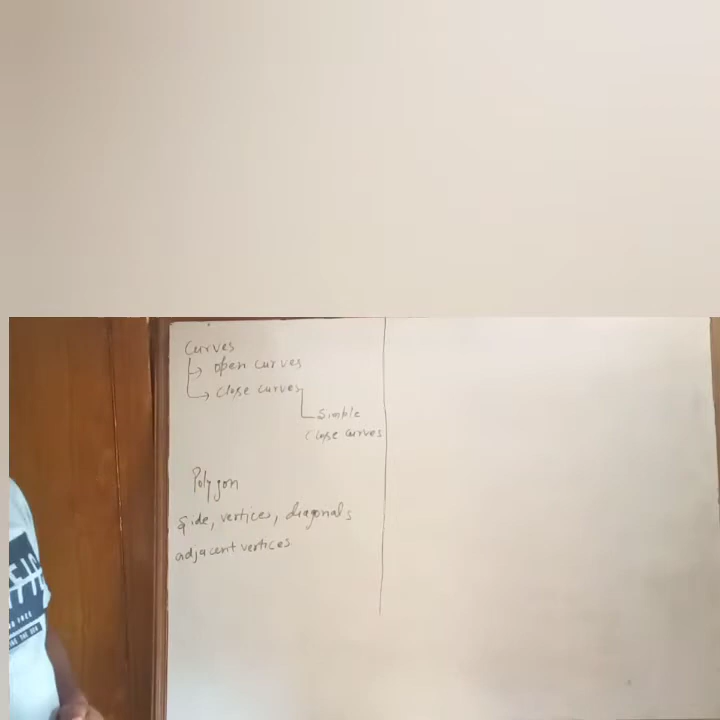 Curves
open curves
close curves
Simple
Close curves
Polygon
Side, vertices, diagonals
adjacent vertices